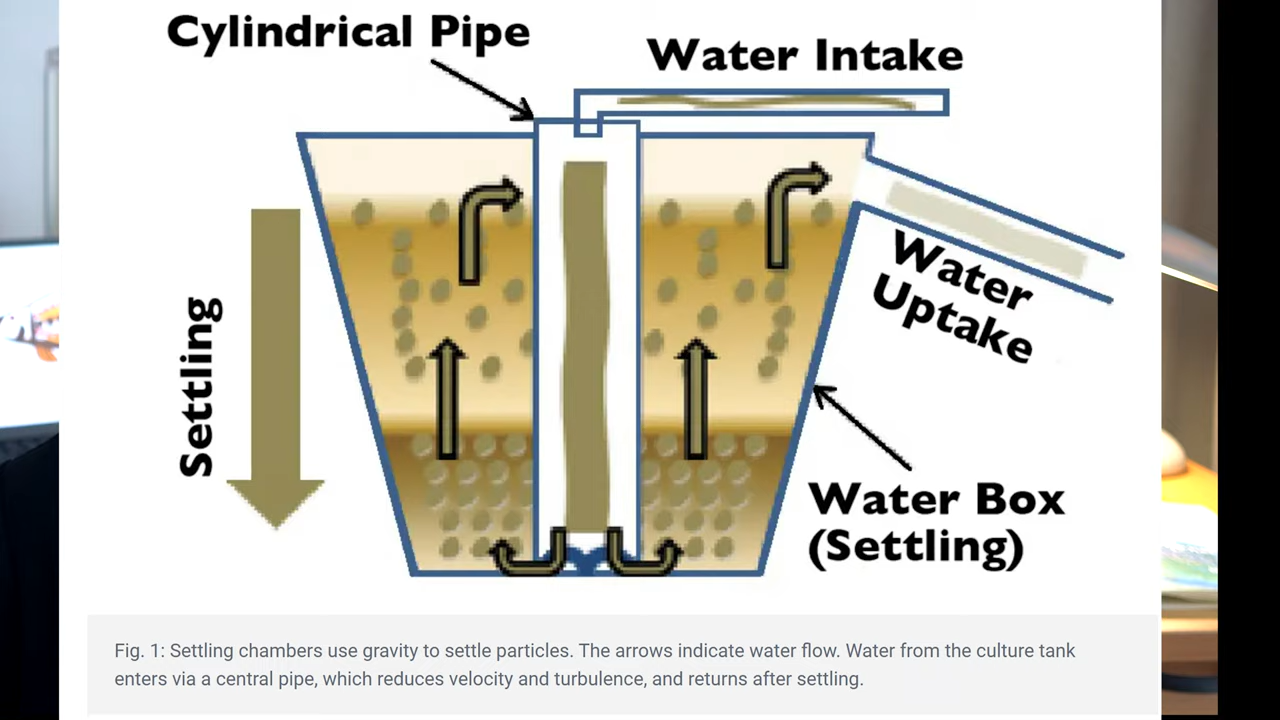 Cylindrical Pipe
Water Intake
Settling
Water
Uptake
Water Box
(Settling)
Fig. 1: Settling chambers use gravity to settle particles. The arrows indicate water flow. Water from the culture tank
enters via a central pipe, which reduces velocity and turbulence, and returns after settling.